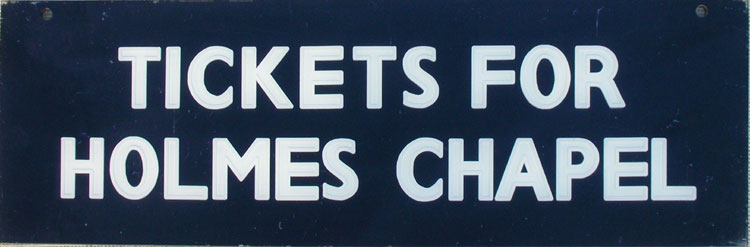 TICKETS FOR
HOLMES CHAPEL